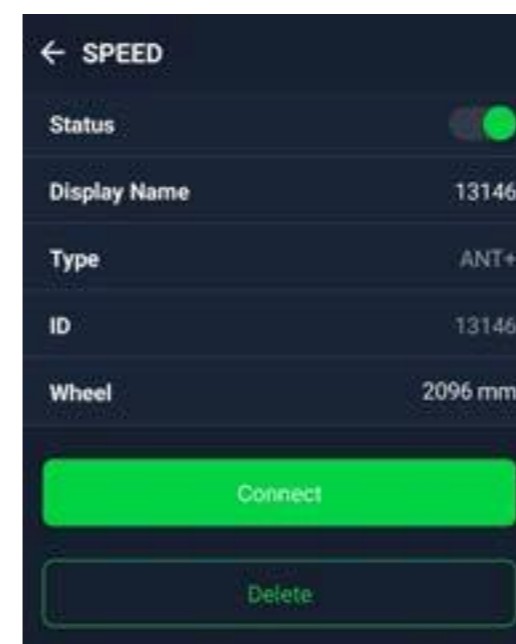 ← SPEED
Status
Display Name 13146
Type ANT+
ID 13146
Wheel 2096 mm
Connect
Delete